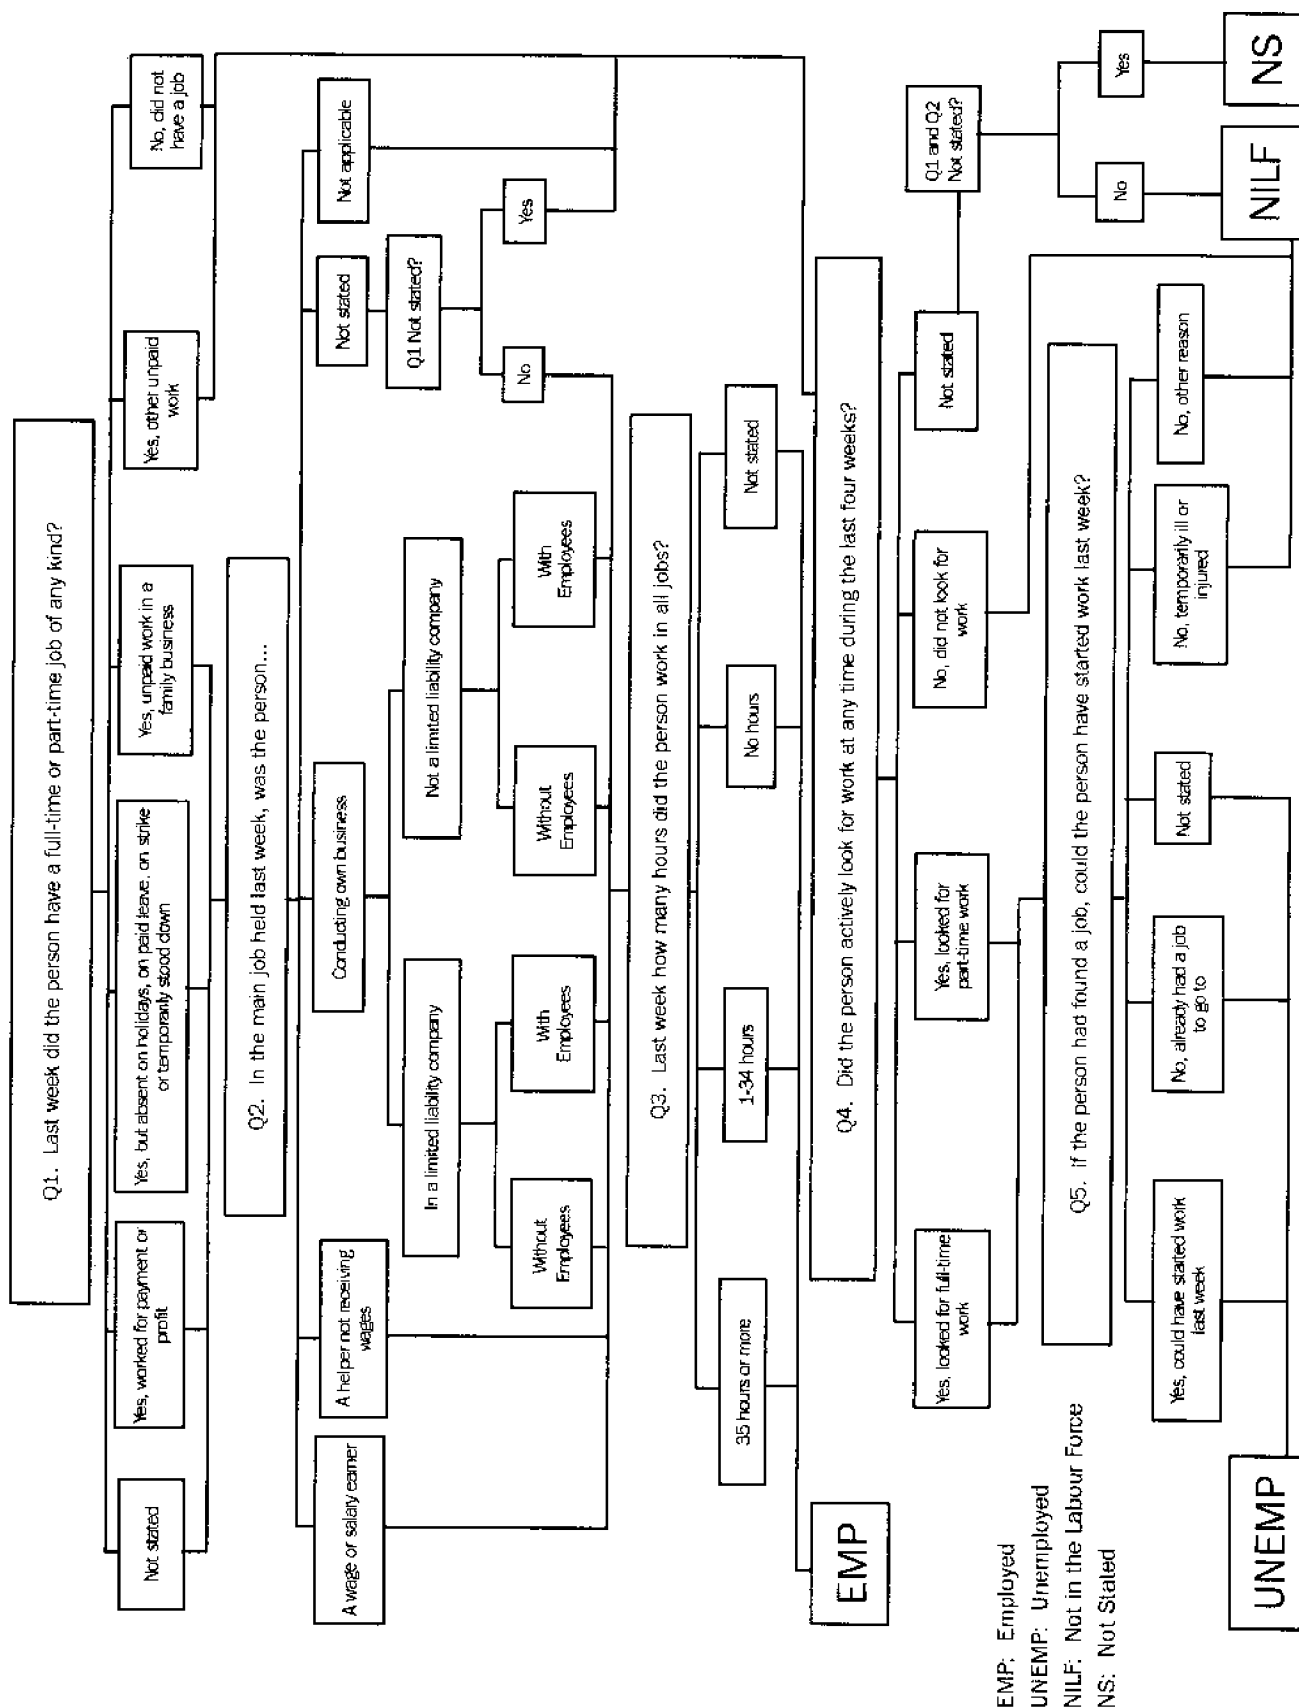 Q1. Last week did the person have a full-time or part-time job of any kind?
Not stated
Yes, worked for payment or
profit
Yes, but absent on holidays, on paid leave, on strike
or temporarily stood down
Yes, unpaid work in a
family business
Yes, other unpaid
work
No, did not
have a job
Q2. In the main job held last week, was the person...
A wage or salary earner
A helper not receiving
wages
Conducting own business
Not stated
Not applicable
In a limited liability company
Not a limited liability company
Q1 Not stated?
Without
Employees
With
Employees
Without
Employees
With
Employees
No
Yes
Q3. Last week how many hours did the person work in all jobs?
35 hours or more
1-34 hours
No hours
Not stated
EMP
Q4. Did the person actively look for work at any time during the last four weeks?
Yes, looked for full-time
work
Yes, looked for
part-time work
No, did not look for
work
Not stated
Q1 and Q2
Not stated?
No
Yes
Q5. if the person had found a job, could the person have started work last week?
Yes, could have started work
last week
No, already had a job
to go to
Not stated
No, temporarily ill or
injured
No, other reason
EMP: Employed
UNEMP: Unemployed
NILF: Not in the Labour Force
NS: Not Stated
UNEMP
NILF
NS